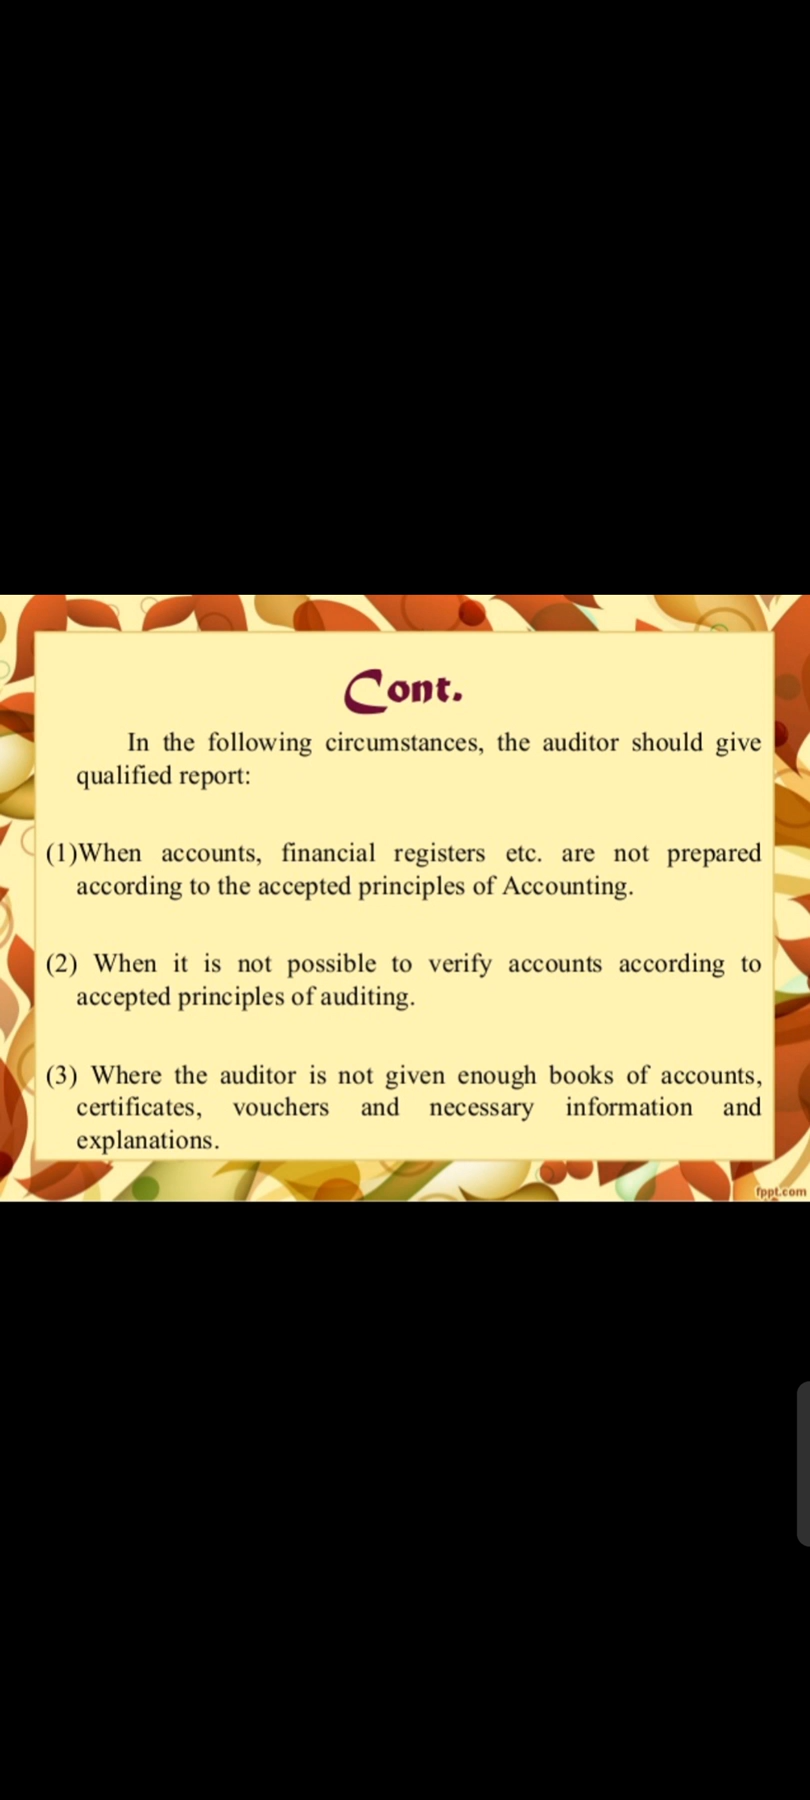 Cont.
In the following circumstances, the auditor should give
qualified report:
(1)When accounts, financial registers etc. are not prepared
according to the accepted principles of Accounting.
(2) When it is not possible to verify accounts according to
accepted principles of auditing.
(3) Where the auditor is not given enough books of accounts,
certificates, vouchers and necessary information and
explanations.
fppt.com